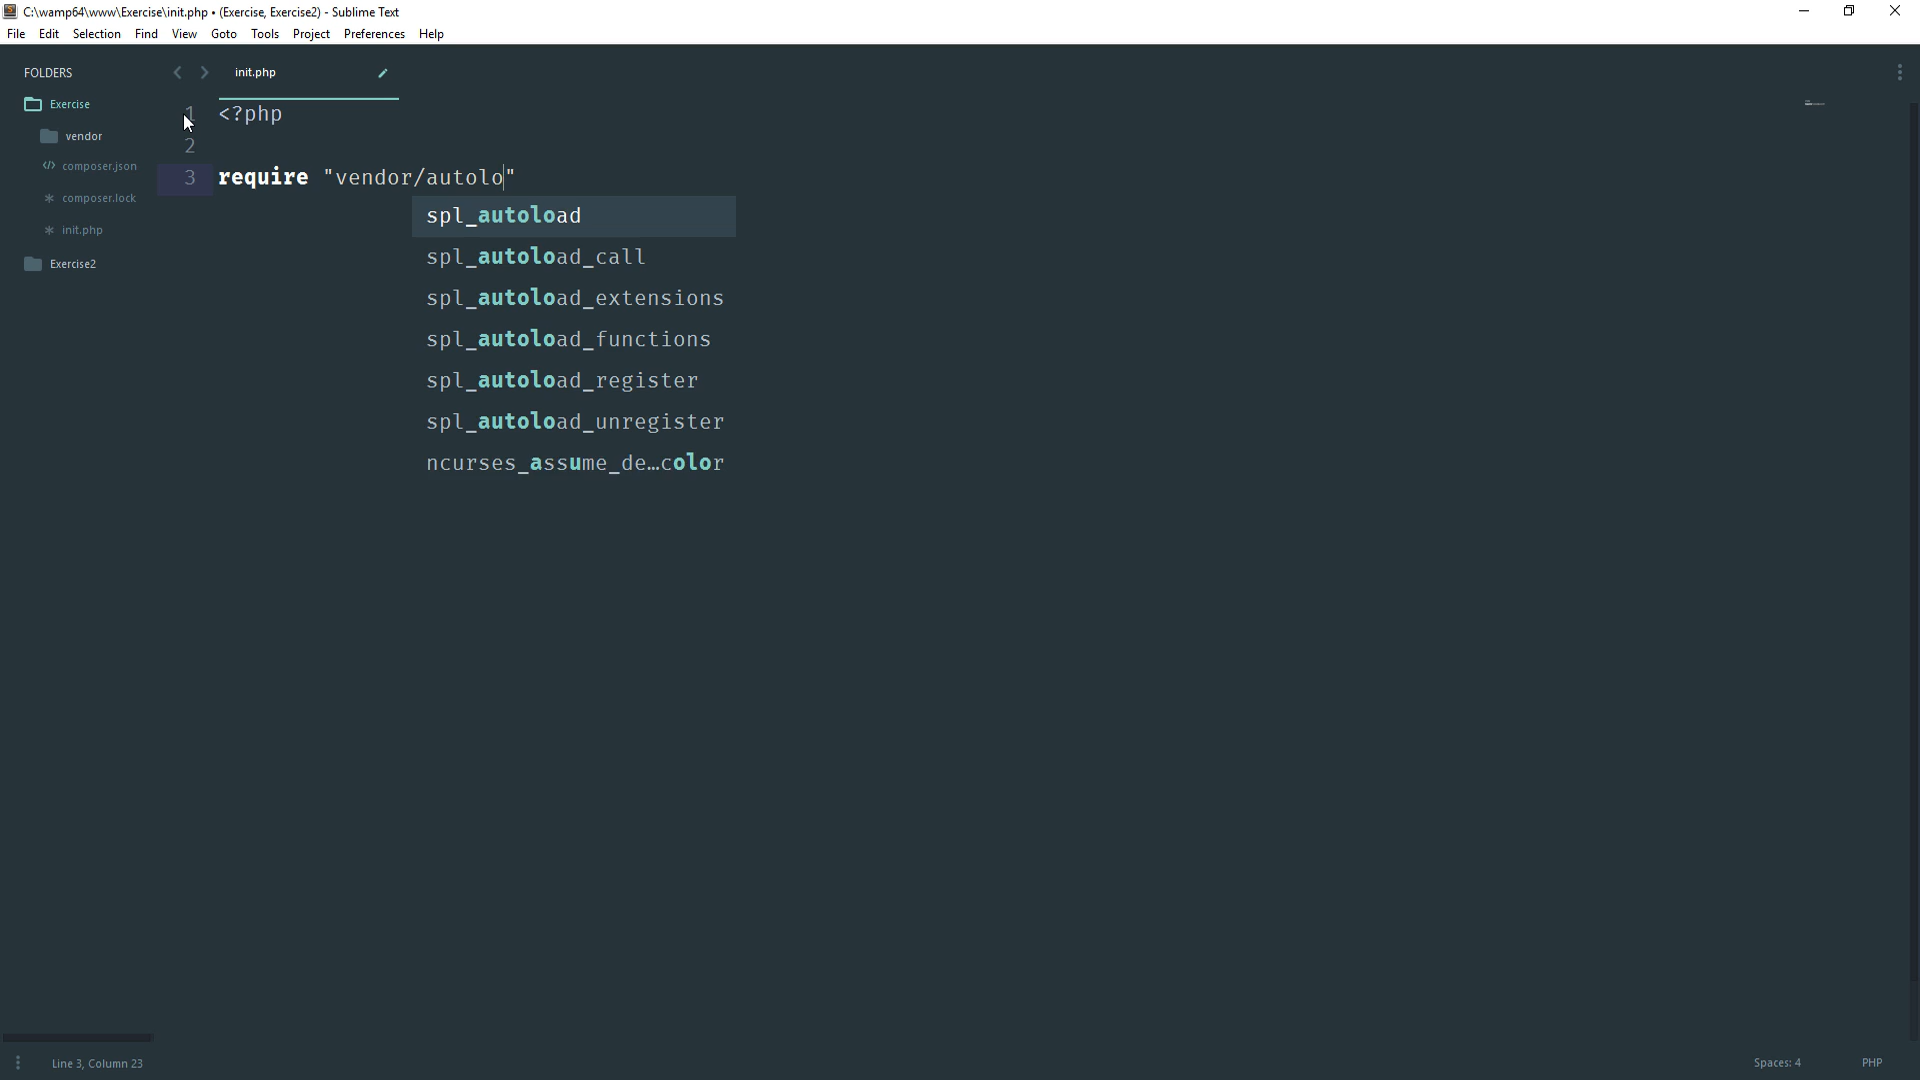 C:\wamp64\www\Exercise\init.php • (Exercise, Exercise2) - Sublime Text
File Edit Selection Find View Goto Tools Project Preferences Help
FOLDERS
Exercise
vendor
composer.json
composer.lock
init.php
Exercise2
init.php
1 <?php
2
3 require "vendor/autolo"
spl_autoload
spl_autoload_call
spl_autoload_extensions
spl_autoload_functions
spl_autoload_register
spl_autoload_unregister
ncurses_assume_de…color
Line 3, Column 23
Spaces: 4
PHP